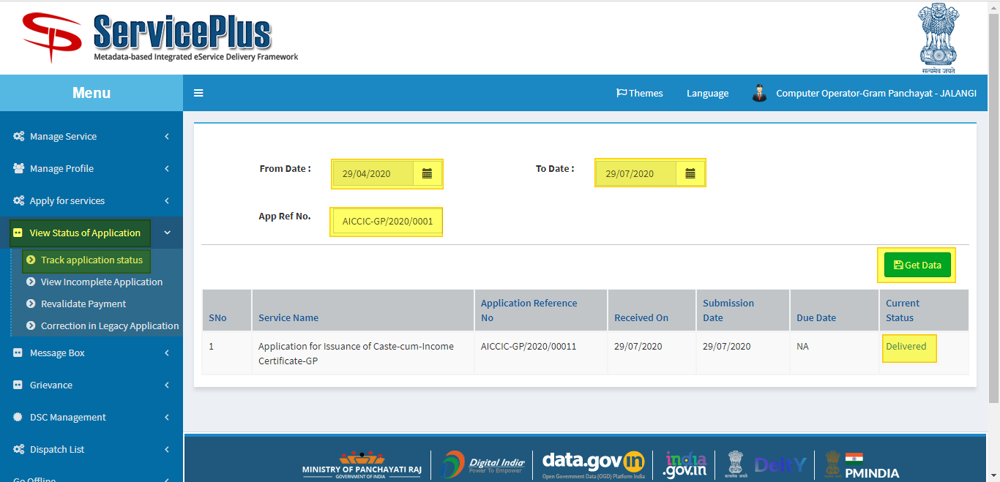 ServicePlus
Metadata-based Integrated eService Delivery Framework
सत्यमेव जयते
Menu
Themes
Language
Computer Operator-Gram Panchayat - JALANGI
Manage Service
Manage Profile
Apply for services
View Status of Application
Track application status
View Incomplete Application
Revalidate Payment
Correction in Legacy Application
Message Box
Grievance
DSC Management
Dispatch List
Go Offline
From Date :
29/04/2020
To Date :
29/07/2020
App Ref No.
AICCIC-GP/2020/0001
Get Data
SNo
Service Name
Application Reference
No
Received On
Submission
Date
Due Date
Current
Status
1
Application for Issuance of Caste-cum-Income
Certificate-GP
AICCIC-GP/2020/00011
29/07/2020
29/07/2020
NA
Delivered
MINISTRY OF PANCHAYATI RAJ
GOVERNMENT OF INDIA
Digital India
Power To Empower
data.gov in
Open Government Data (OGD) Platform India
india
.gov.in
सत्यमेव जयते
DeitY
PMINDIA